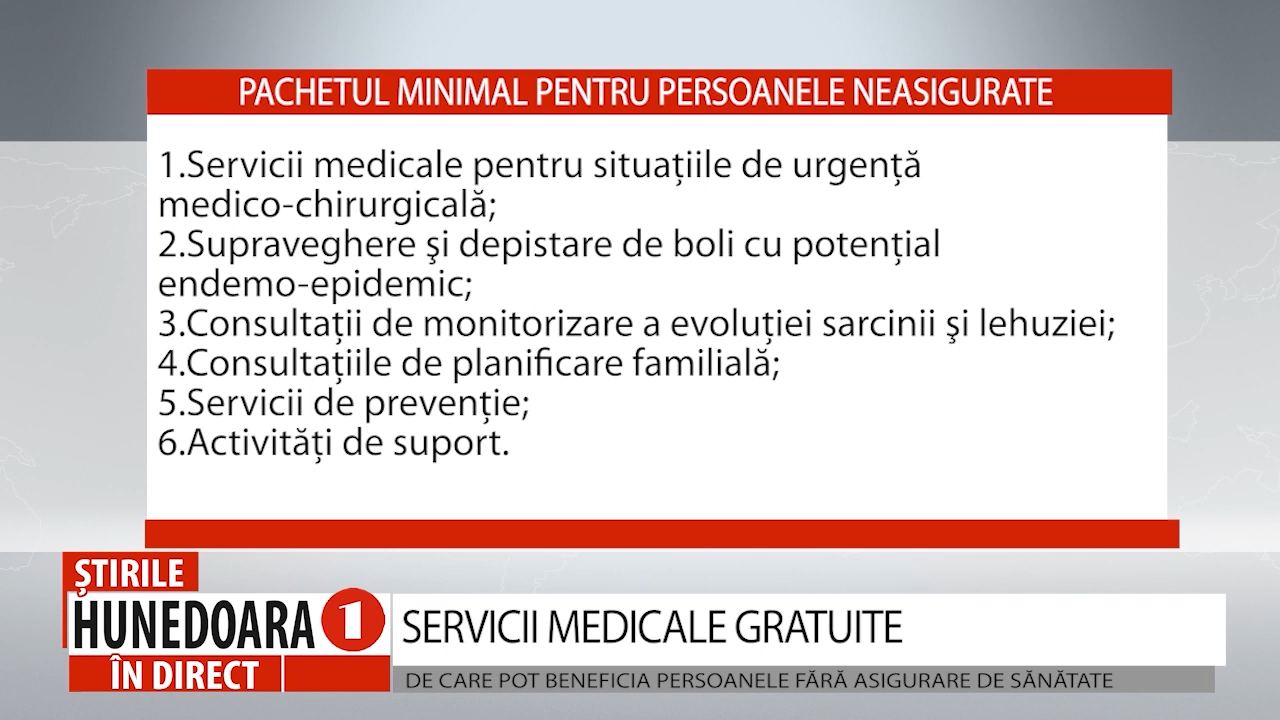 PACHETUL MINIMAL PENTRU PERSOANELE NEASIGURATE
1.Servicii medicale pentru situațiile de urgență
medico-chirurgicală;
2.Supraveghere şi depistare de boli cu potențial
endemo-epidemic;
3.Consultații de monitorizare a evoluției sarcinii şi lehuziei;
4.Consultațiile de planificare familială;
5.Servicii de prevenție;
6.Activități de suport.
ȘTIRILE
HUNEDOARA 1
ÎN DIRECT
SERVICII MEDICALE GRATUITE
DE CARE POT BENEFICIA PERSOANELE FĂRĂ ASIGURARE DE SĂNĂTATE